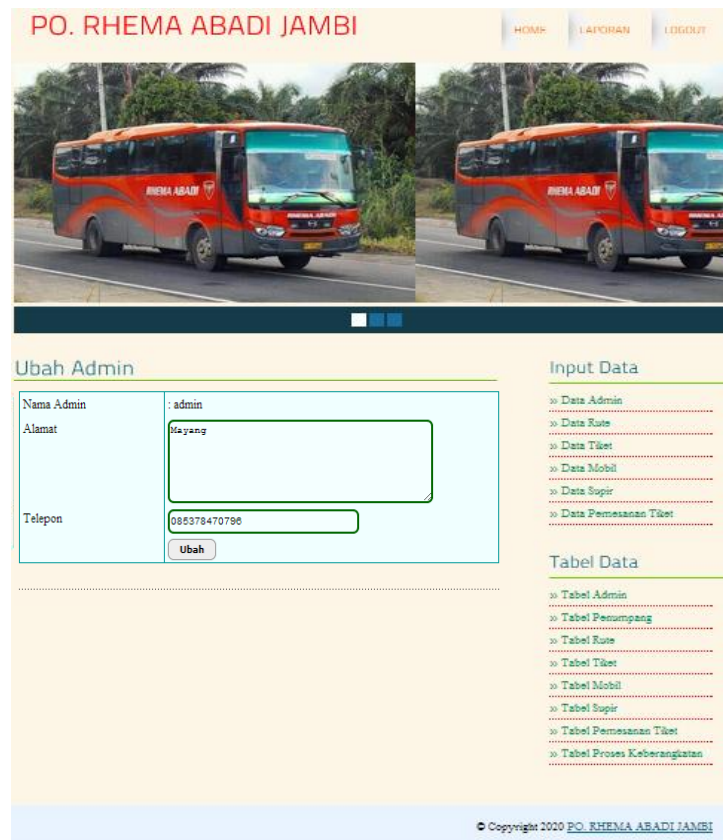 PO. RHEMA ABADI JAMBI
HOME LAPORAN LOGOUT
RHEMA ABADI
RHEMA ABADI
RHEMA ABADI
Ubah Admin
Nama Admin : admin
Alamat Mayang
Telepon 085378470796
Ubah
Input Data
» Data Admin
» Data Rute
» Data Tiket
» Data Mobil
» Data Supir
» Data Pemesanan Tiket
Tabel Data
» Tabel Admin
» Tabel Penumpang
» Tabel Rute
» Tabel Tiket
» Tabel Mobil
» Tabel Supir
» Tabel Pemesanan Tiket
» Tabel Proses Keberangkatan
© Copyright 2020 PO. RHEMA ABADI JAMBI